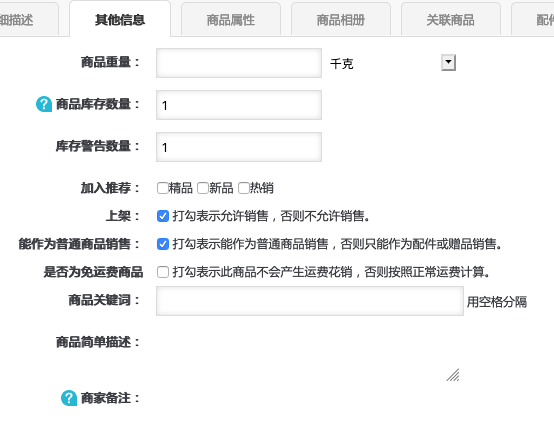 细描述 其他信息 商品属性 商品相册 关联商品 配件
商品重量： 千克
商品库存数量： 1
库存警告数量： 1
加入推荐： 精品 新品 热销
上架： 打勾表示允许销售，否则不允许销售。
能作为普通商品销售： 打勾表示能作为普通商品销售，否则只能作为配件或赠品销售。
是否为免运费商品 打勾表示此商品不会产生运费花销，否则按照正常运费计算。
商品关键词： 用空格分隔
商品简单描述：
商家备注：